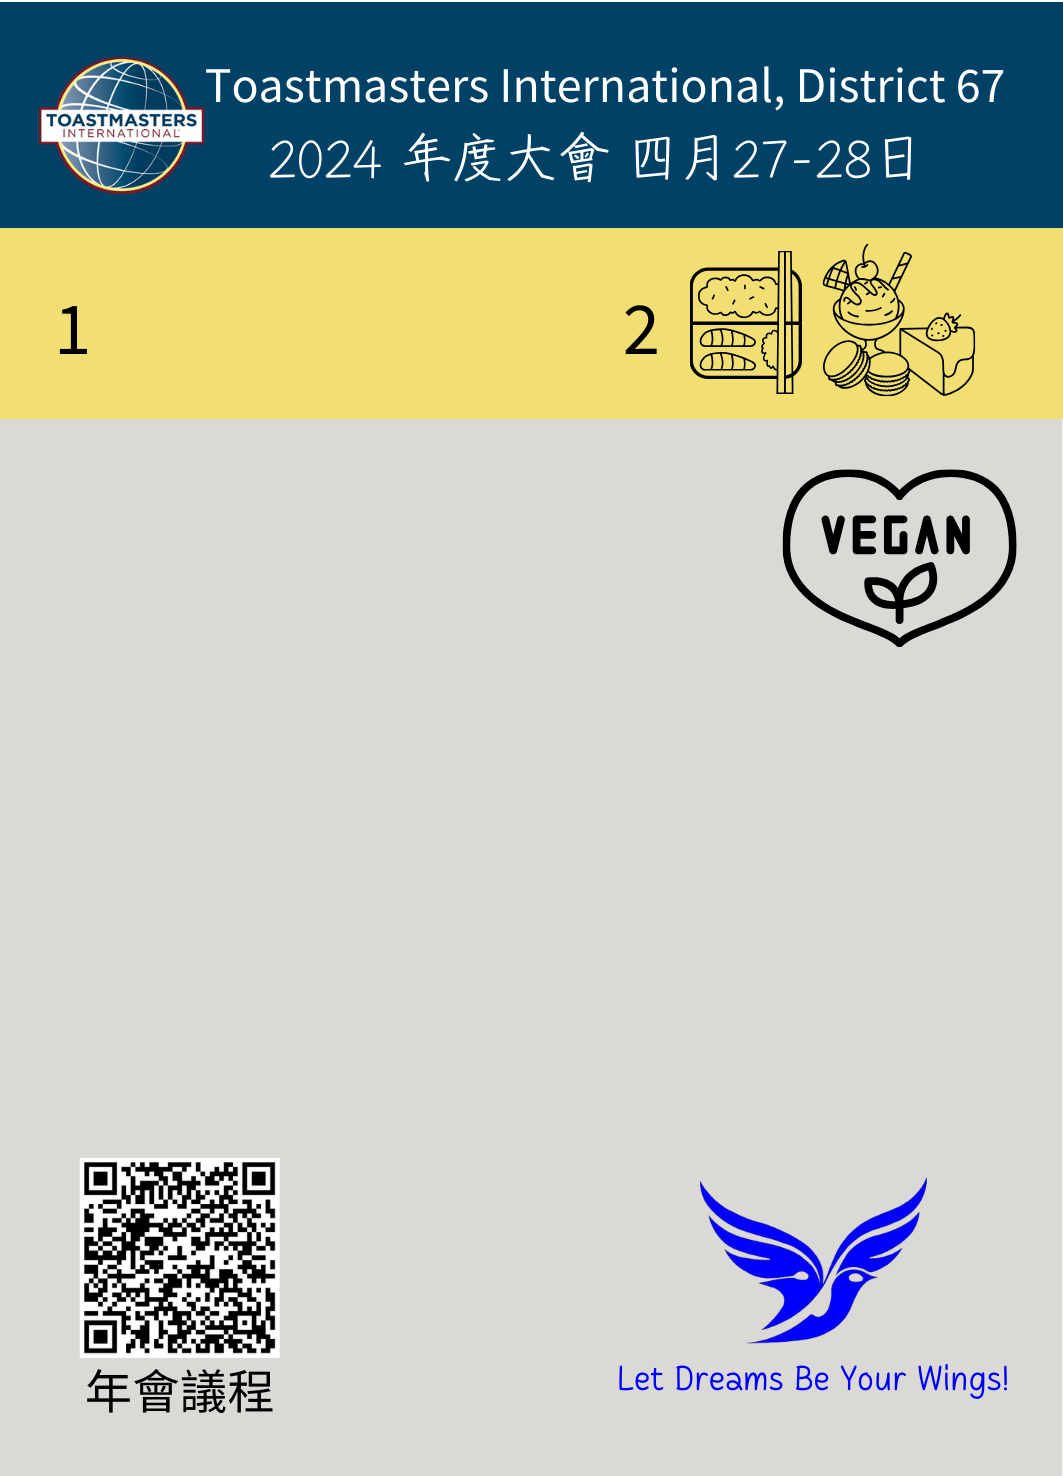 TOASTMASTERS
INTERNATIONAL
Toastmasters International, District 67
2024 年度大會 四月27-28日
1
2
VEGAN
年會議程
Let Dreams Be Your Wings!